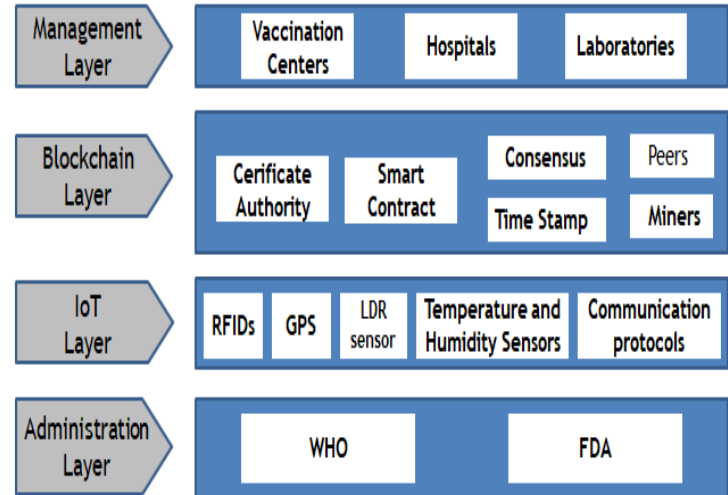 Management
Layer
Vaccination
Centers
Hospitals
Laboratories
Blockchain
Layer
Cerificate
Authority
Smart
Contract
Consensus
Peers
Time Stamp
Miners
IoT
Layer
RFIDs
GPS
LDR
sensor
Temperature and
Humidity Sensors
Communication
protocols
Administration
Layer
WHO
FDA